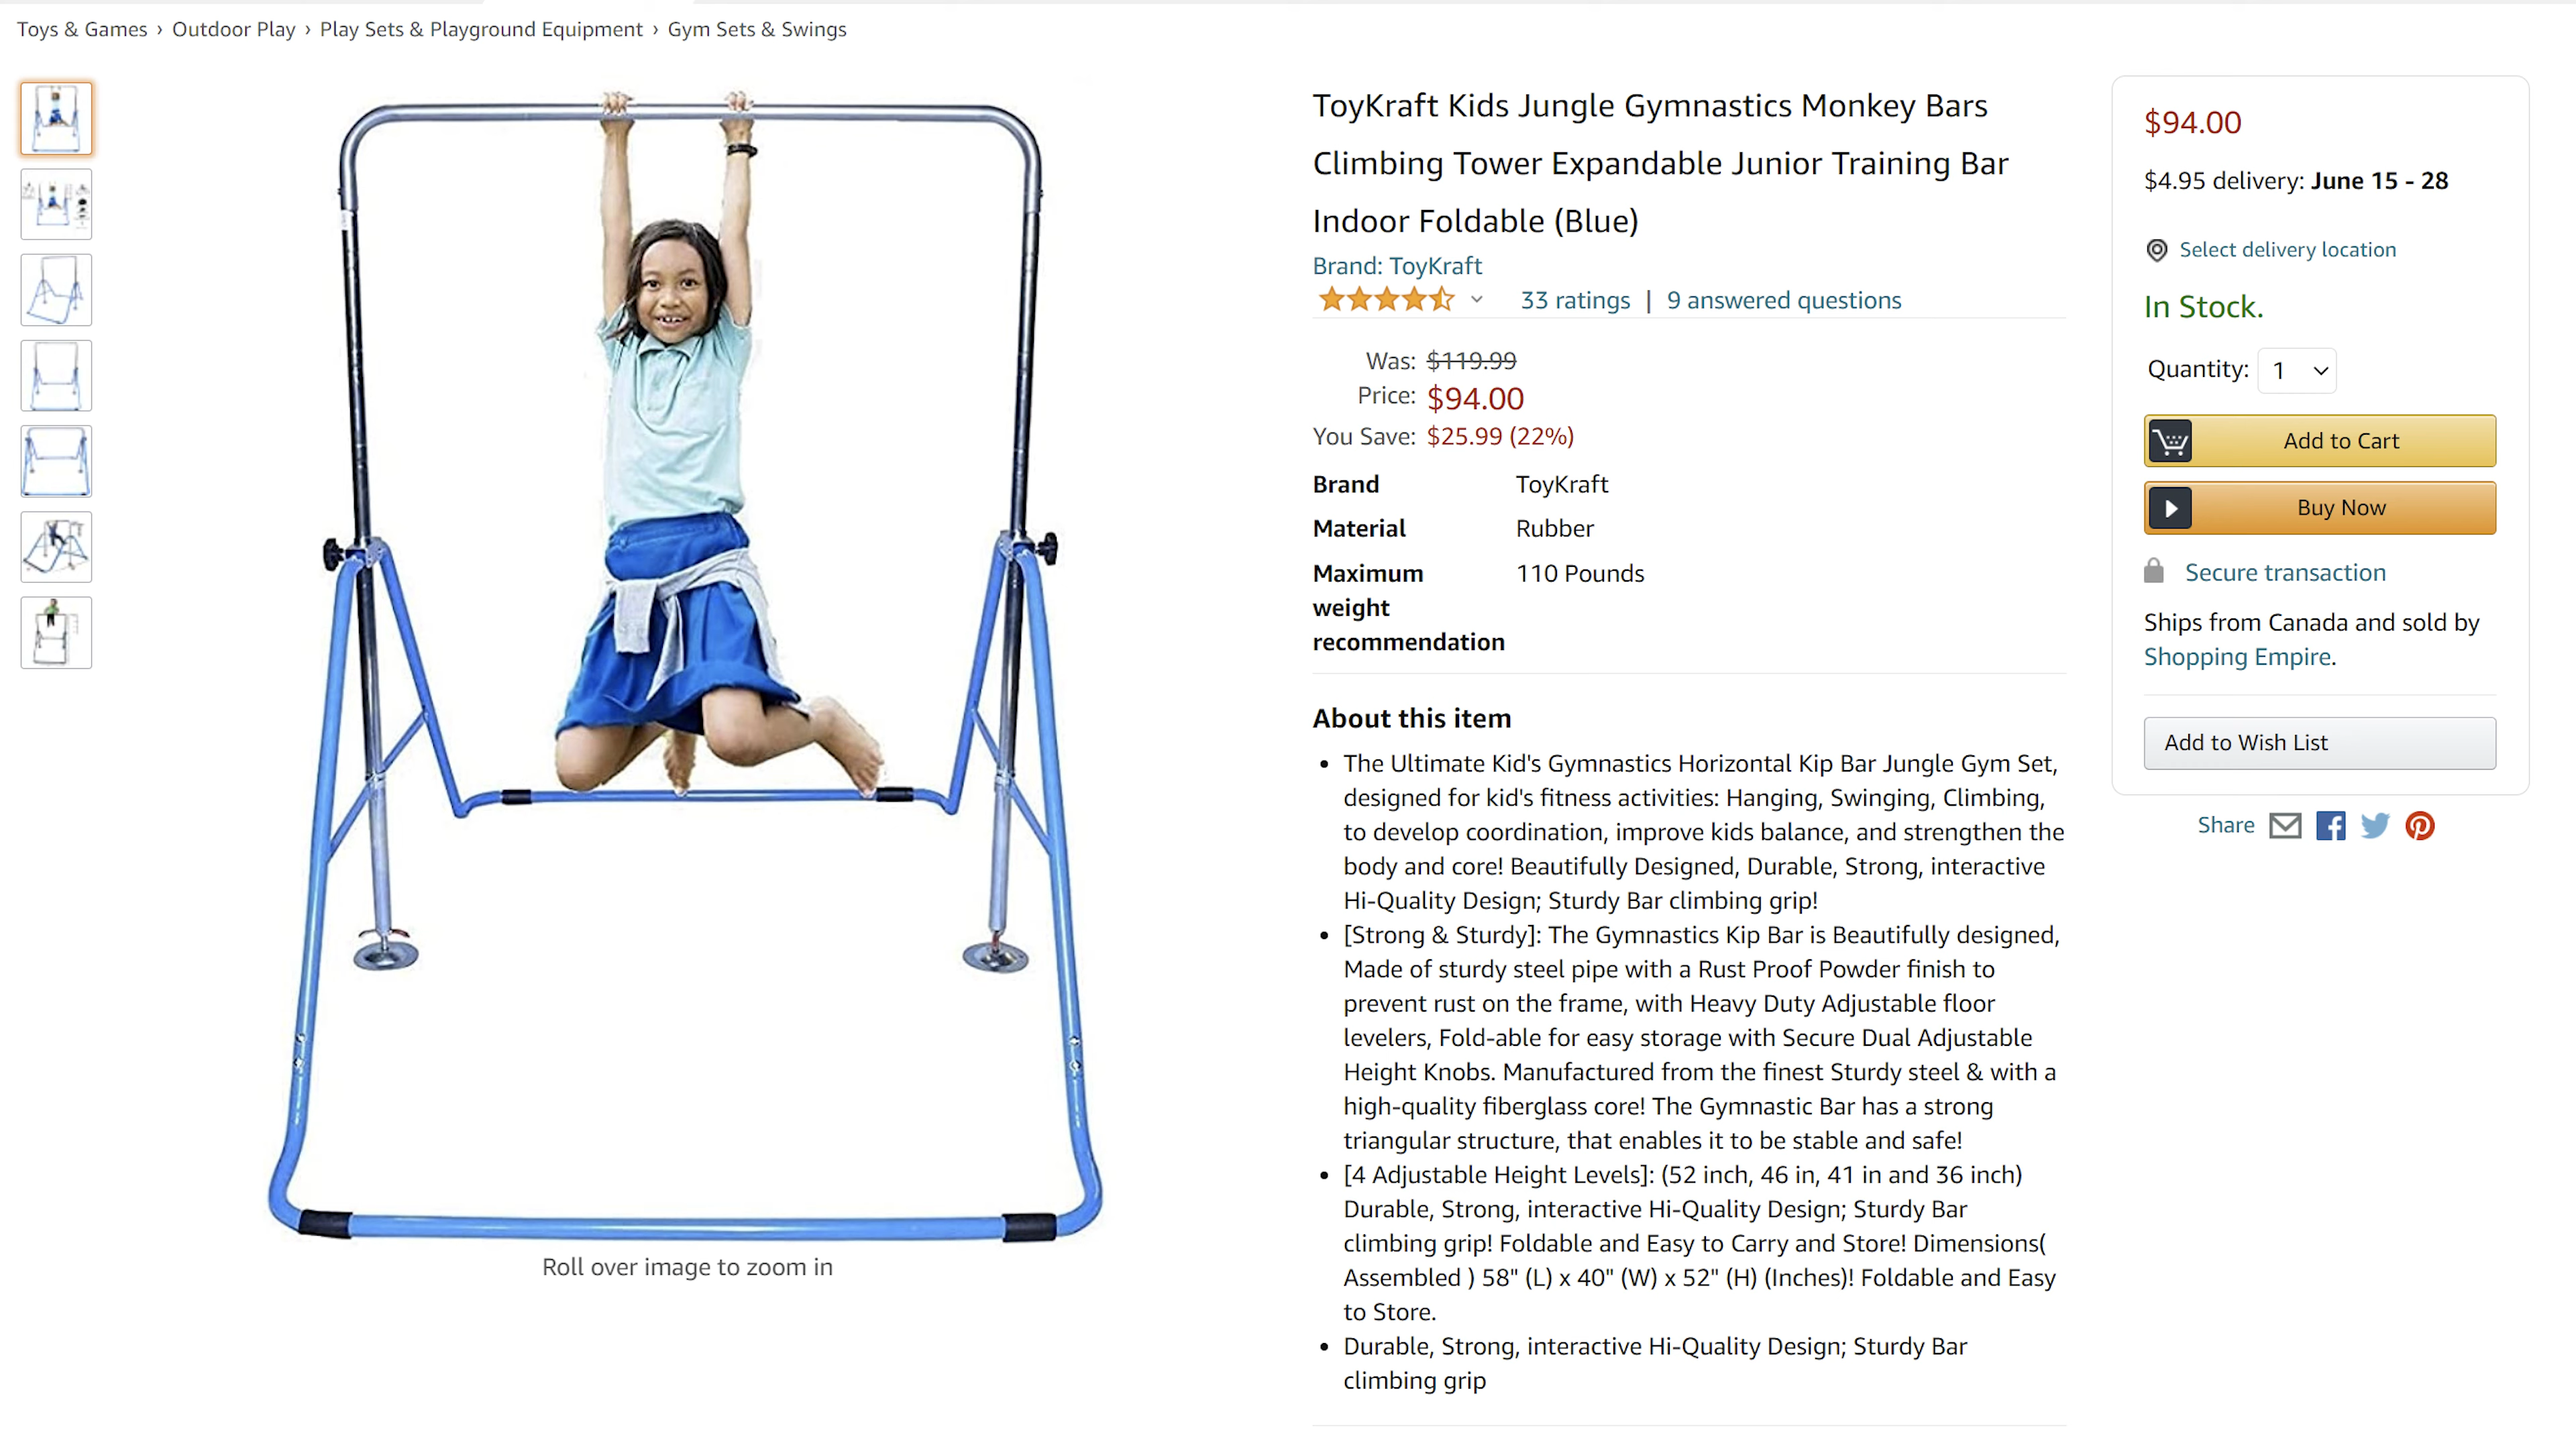 Toys & Games › Outdoor Play › Play Sets & Playground Equipment › Gym Sets & Swings
Roll over image to zoom in
ToyKraft Kids Jungle Gymnastics Monkey Bars
Climbing Tower Expandable Junior Training Bar
Indoor Foldable (Blue)
Brand: ToyKraft
33 ratings | 9 answered questions
Was: $119.99
Price: $94.00
You Save: $25.99 (22%)
Brand ToyKraft
Material Rubber
Maximum 110 Pounds
weight
recommendation
About this item
• The Ultimate Kid's Gymnastics Horizontal Kip Bar Jungle Gym Set,
designed for kid's fitness activities: Hanging, Swinging, Climbing,
to develop coordination, improve kids balance, and strengthen the
body and core! Beautifully Designed, Durable, Strong, interactive
Hi-Quality Design; Sturdy Bar climbing grip!
• [Strong & Sturdy]: The Gymnastics Kip Bar is Beautifully designed,
Made of sturdy steel pipe with a Rust Proof Powder finish to
prevent rust on the frame, with Heavy Duty Adjustable floor
levelers, Fold-able for easy storage with Secure Dual Adjustable
Height Knobs. Manufactured from the finest Sturdy steel & with a
high-quality fiberglass core! The Gymnastic Bar has a strong
triangular structure, that enables it to be stable and safe!
• [4 Adjustable Height Levels]: (52 inch, 46 in, 41 in and 36 inch)
Durable, Strong, interactive Hi-Quality Design; Sturdy Bar
climbing grip! Foldable and Easy to Carry and Store! Dimensions(
Assembled ) 58" (L) x 40" (W) x 52" (H) (Inches)! Foldable and Easy
to Store.
• Durable, Strong, interactive Hi-Quality Design; Sturdy Bar
climbing grip
$94.00
$4.95 delivery: June 15 - 28
Select delivery location
In Stock.
Quantity: 1
Add to Cart
Buy Now
Secure transaction
Ships from Canada and sold by
Shopping Empire.
Add to Wish List
Share